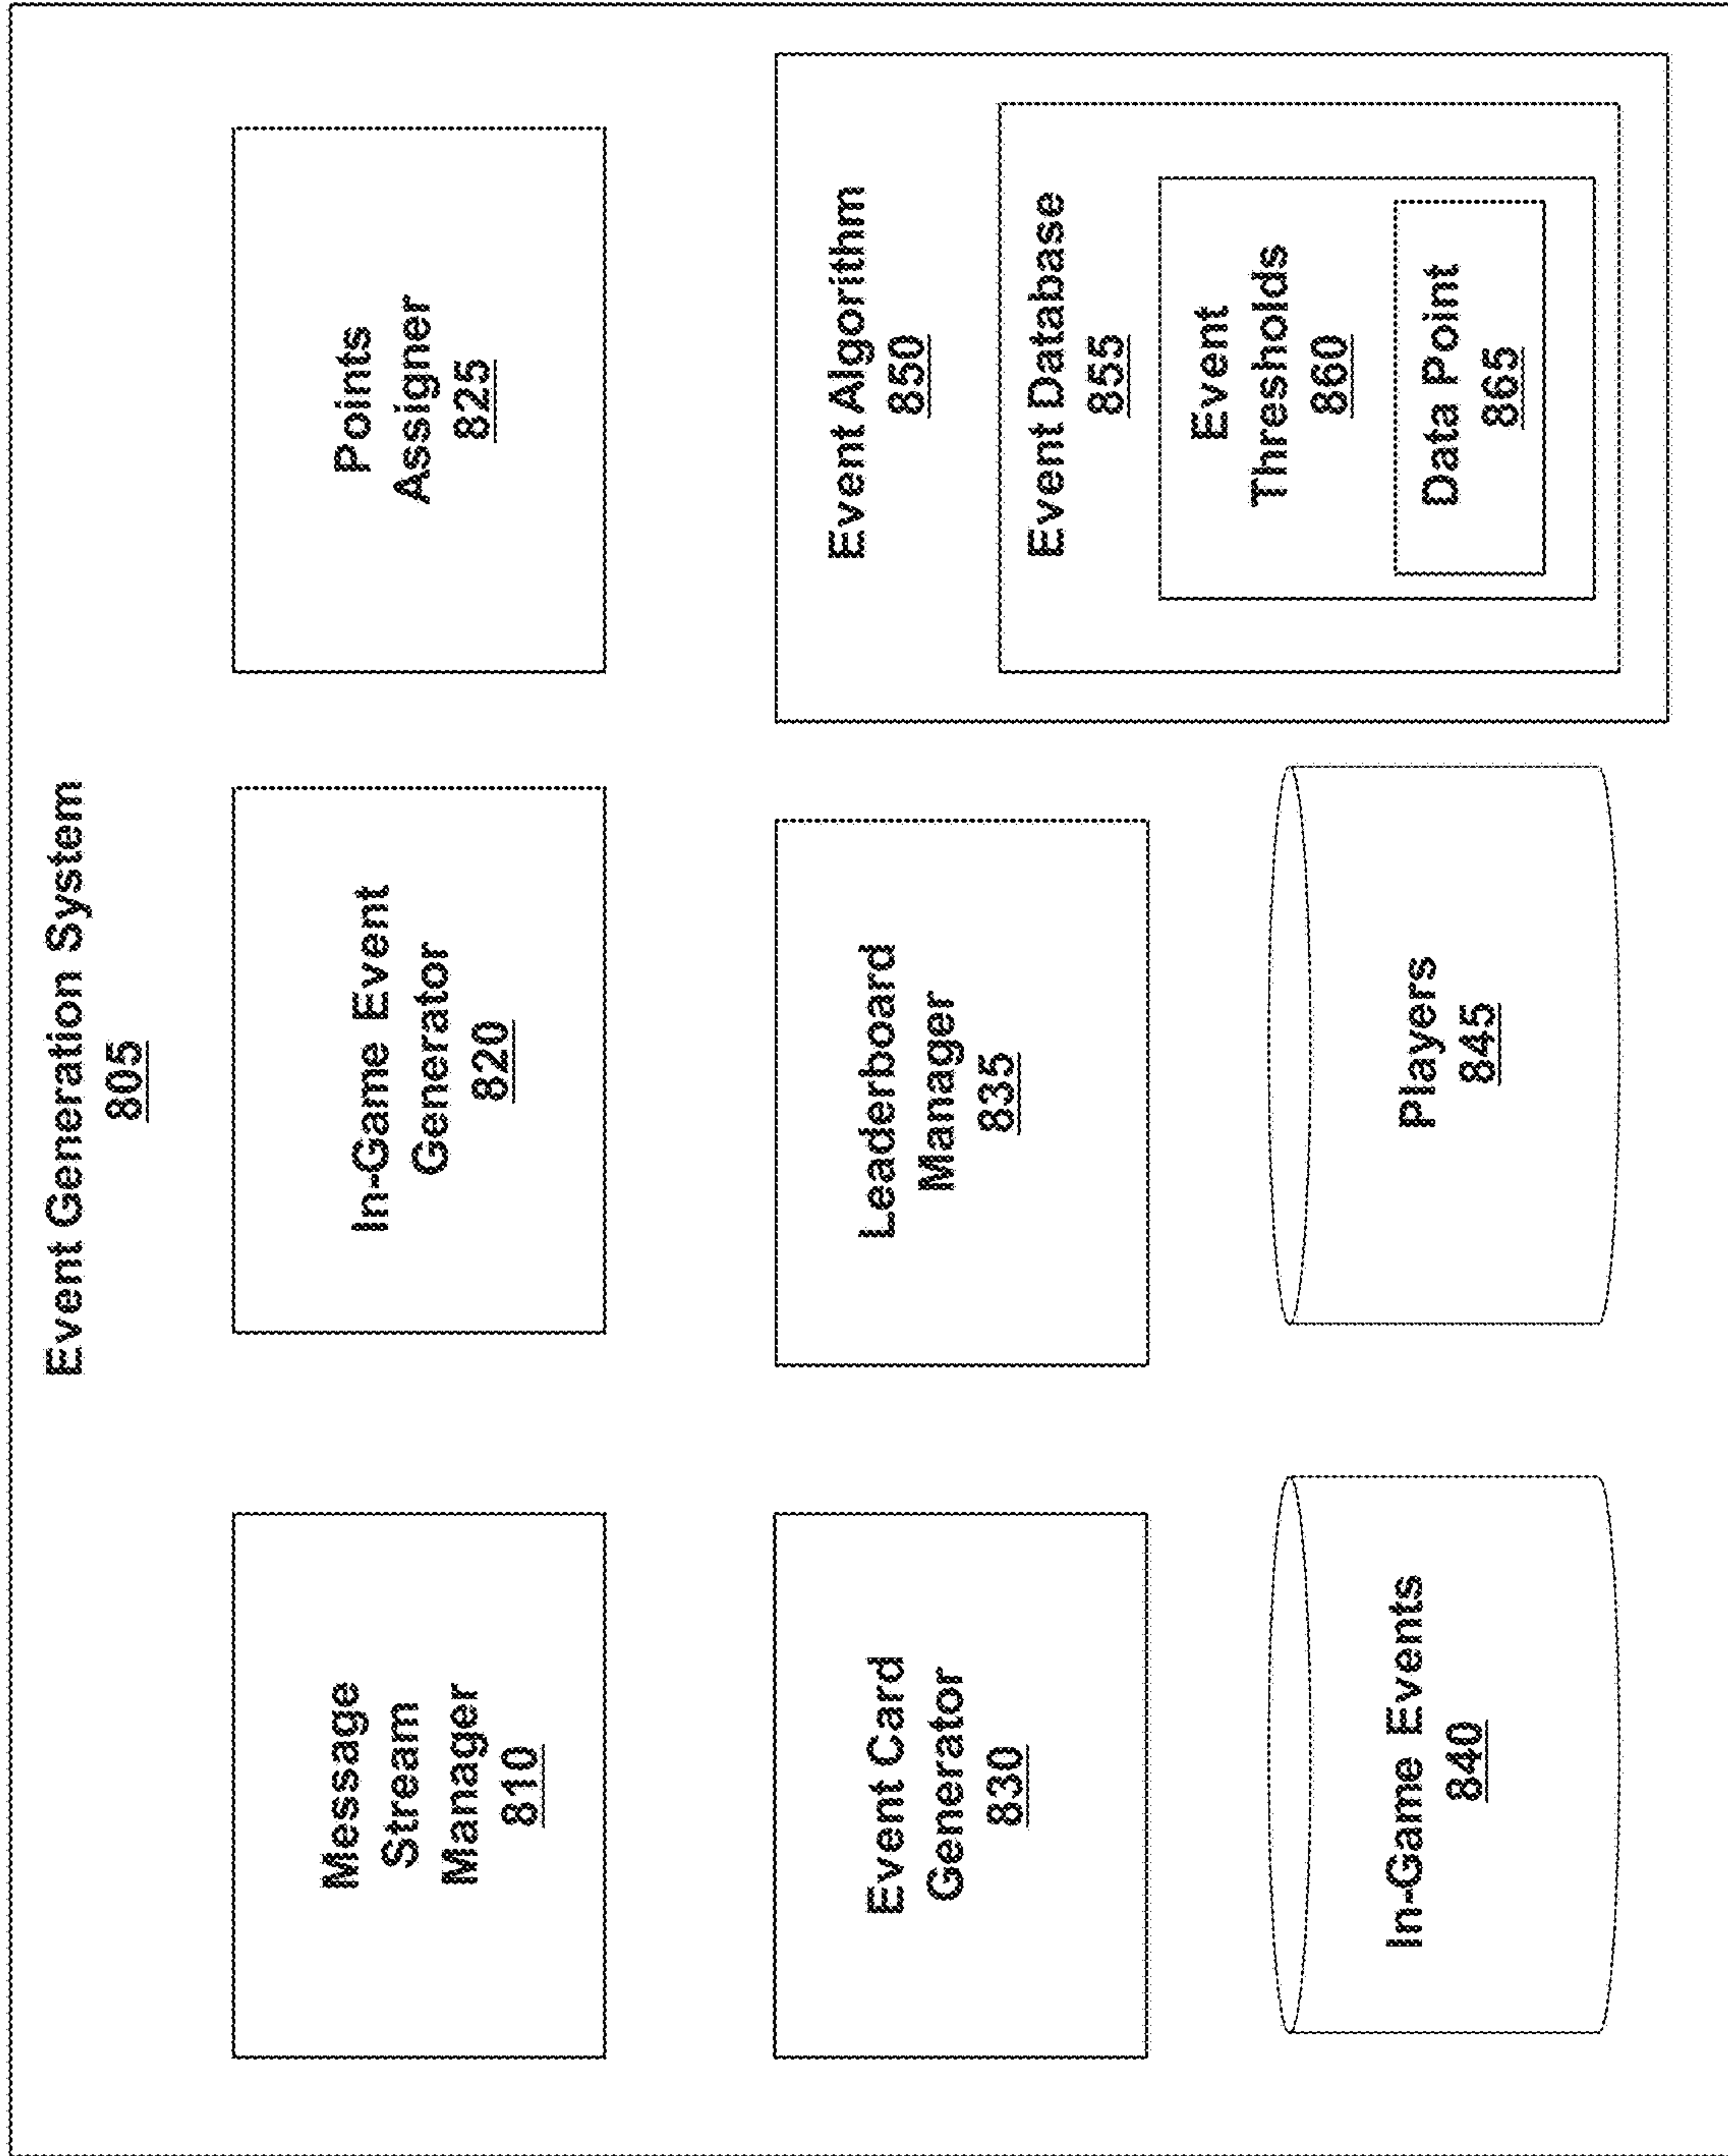 Event Generation System
805
Message
Stream
Manager
810
In-Game Event
Generator
820
Points
Assigner
825
Event Card
Generator
830
Leaderboard
Manager
835
Event Algorithm
850
Event Database
855
Event
Thresholds
860
Data Point
865
In-Game Events
840
Players
845